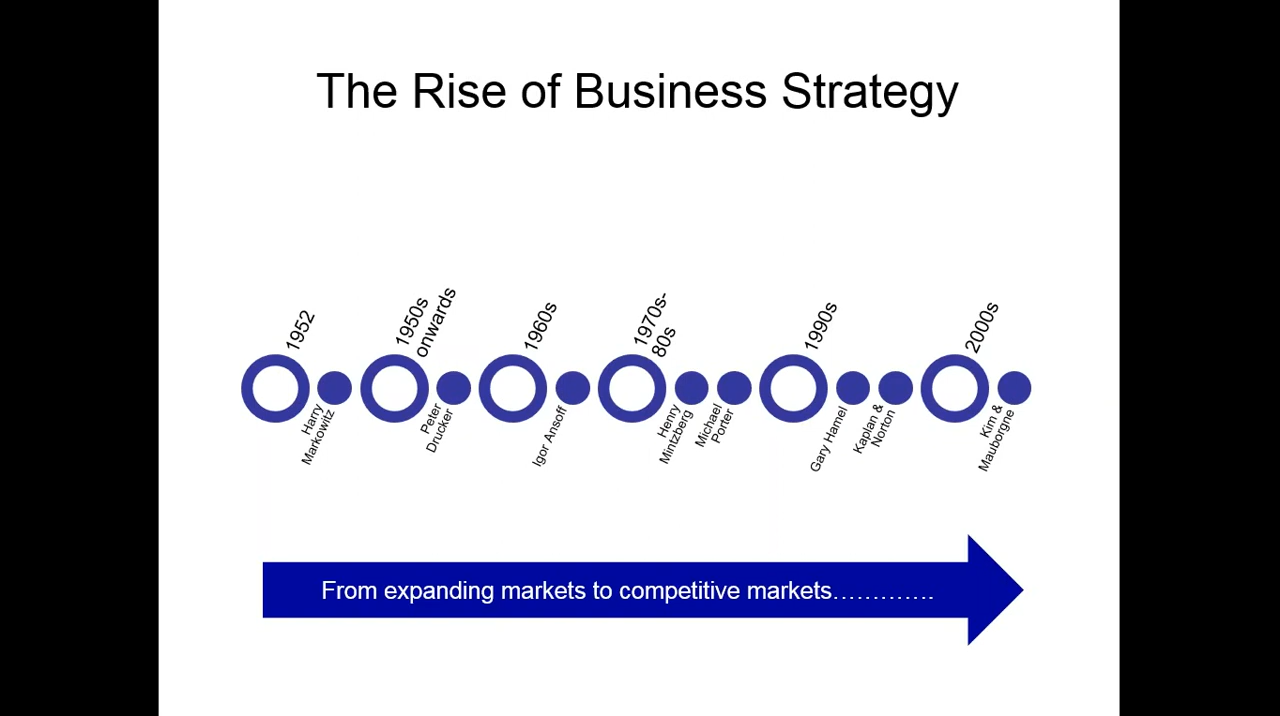 The Rise of Business Strategy
1952
Harry
Markowitz
1950s
onwards
Peter
Drucker
1960s
Igor Ansoff
1970s-
80s
Henry
Mintzberg
Michael
Porter
1990s
Gary Hamel
Kaplan &
Norton
2000s
Kim &
Mauborgne
From expanding markets to competitive markets………….